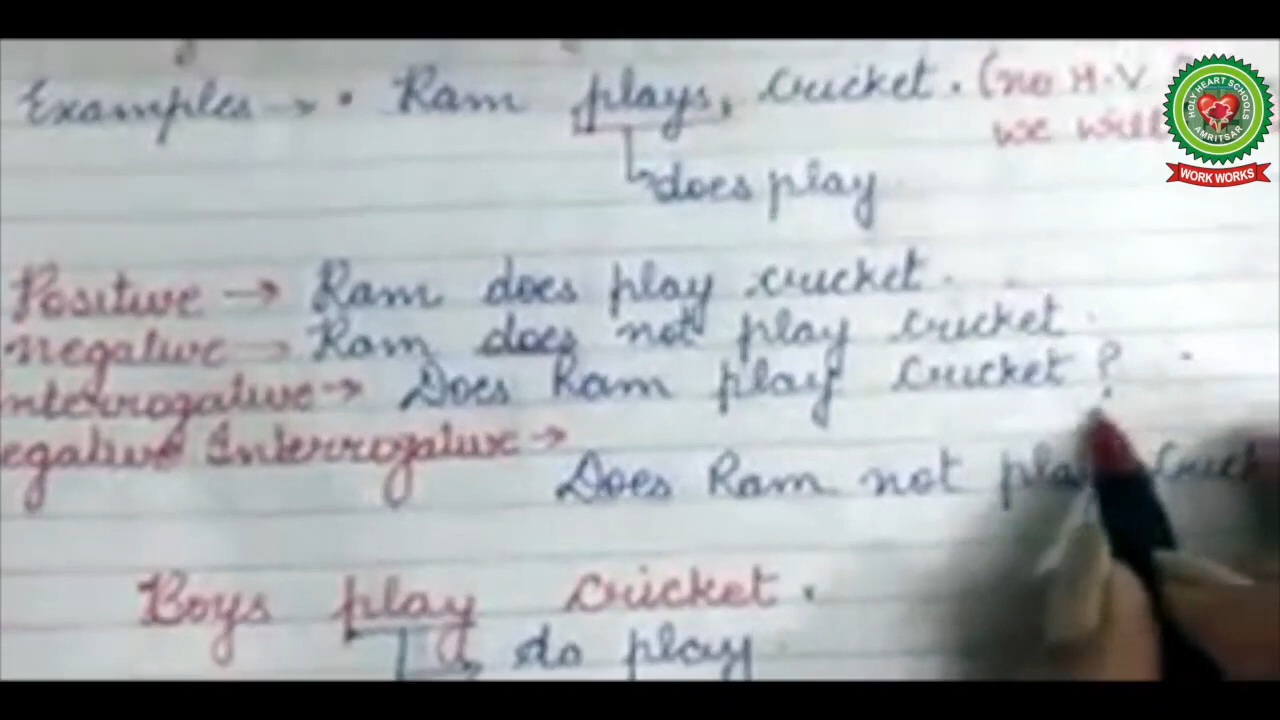 Examples → • Ram plays, cricket. (no H.V
we will
does play
Positive → Ram does play cricket.
negative → Ram does not play cricket.
nterrogative → Does Ram play cricket?
egative Interrogative →
Does Ram not play crick
Boys play cricket.
do play
HOLY HEART SCHOOLS
AMRITSAR
WORK WORKS